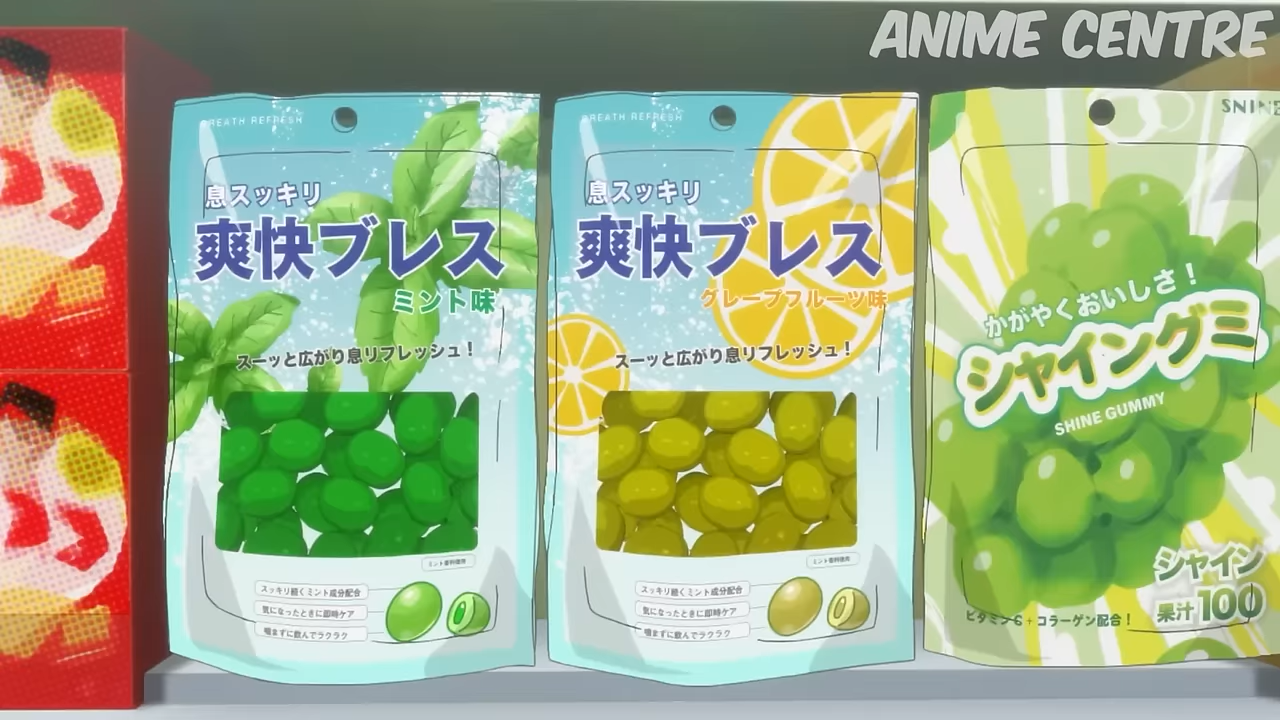 ANIME CENTRE
BREATH REFRESH
息スッキリ
爽快ブレス
ミント味
スーッと広がり息リフレッシュ！
ミント香料使用
スッキリ続くミント成分配合
気になったときに即時ケア
噛まずに飲んでラクラク
BREATH REFRESH
息スッキリ
爽快ブレス
グレープフルーツ味
スーッと広がり息リフレッシュ！
ミント香料使用
スッキリ続くミント成分配合
気になったときに即時ケア
噛まずに飲んでラクラク
SNINE
かがやくおいしさ！
シャイングミ
SHINE GUMMY
シャイン
果汁100
ビタミンC+コラーゲン配合！